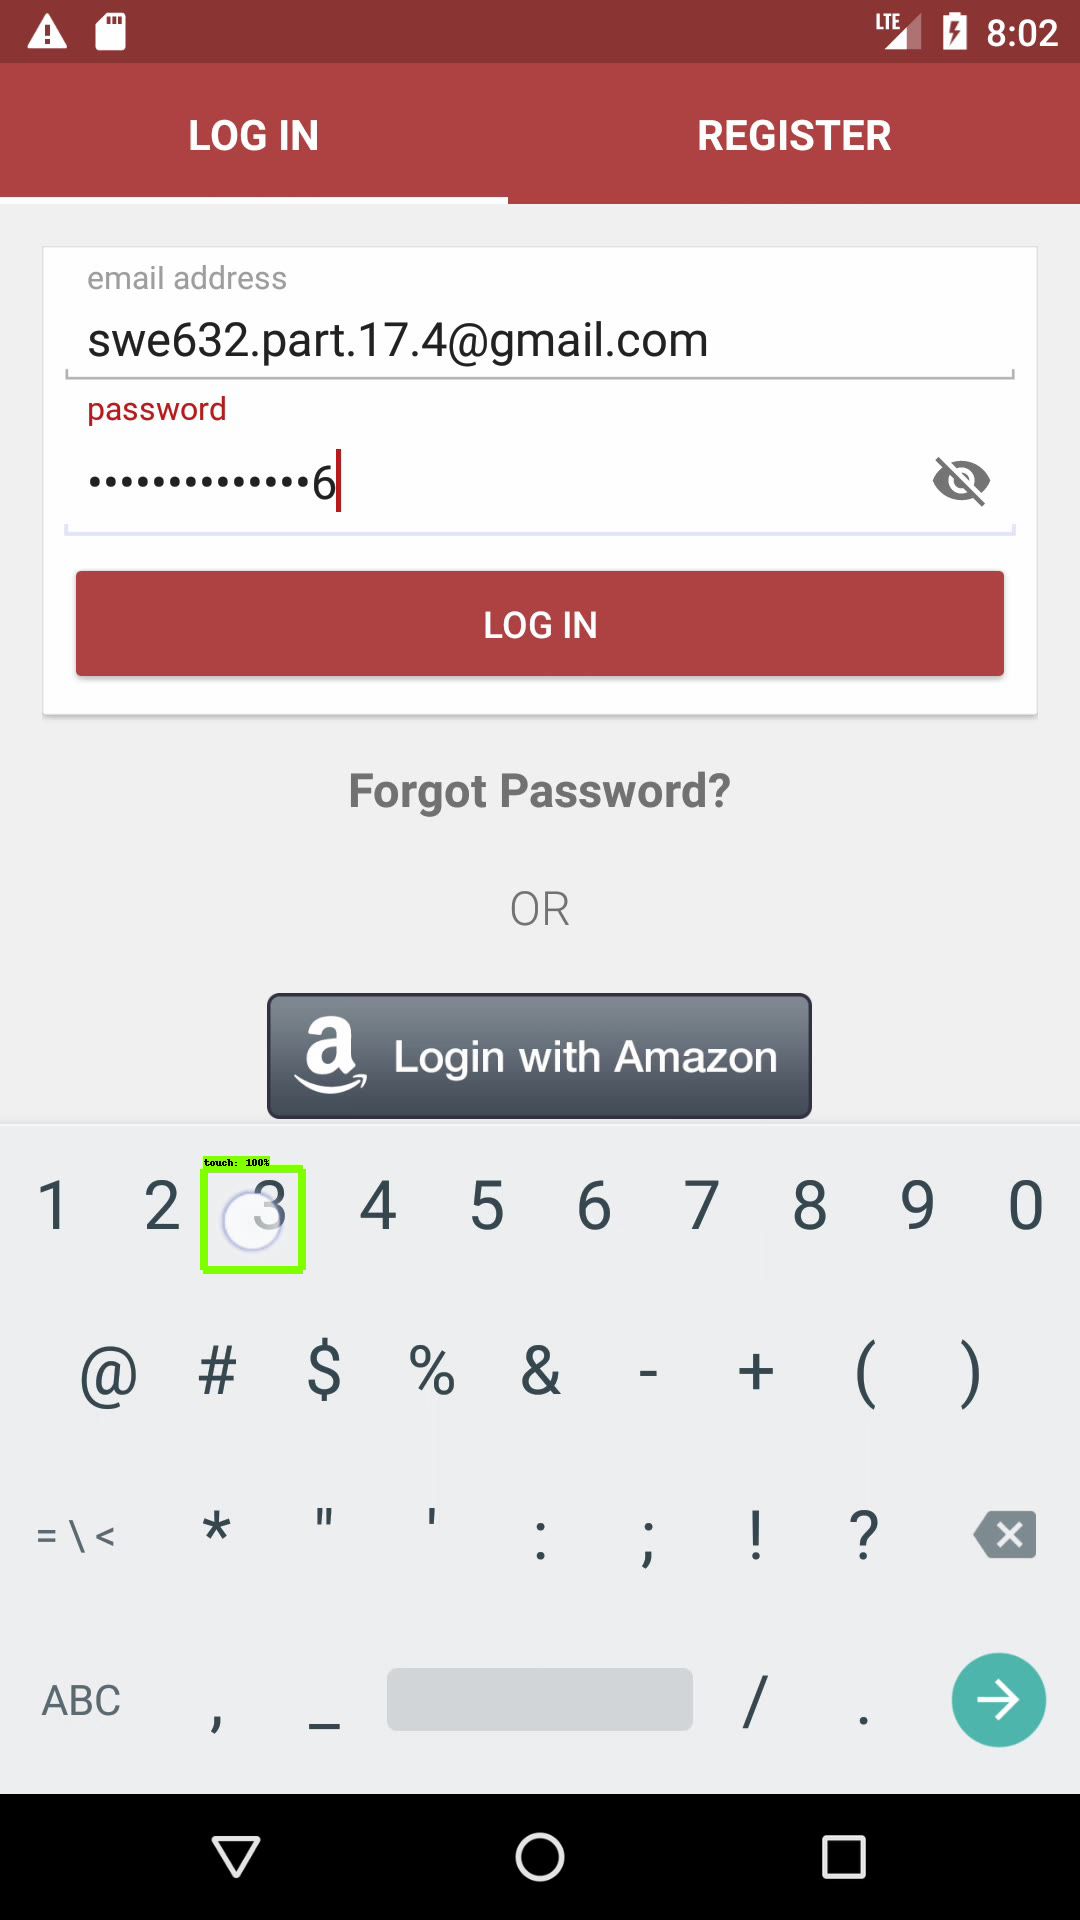 LTE 8:02
LOG IN REGISTER
email address
swe632.part.17.4@gmail.com
password
••••••••••••••6
LOG IN
Forgot Password?
OR
a Login with Amazon
touch: 100%
1 2 3 4 5 6 7 8 9 0
@ # $ % & - + ( )
= \ < * " ' : ; ! ?
ABC , _ / .